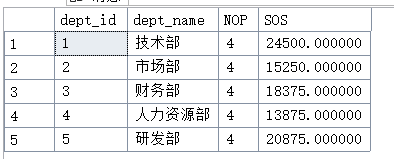 dept_id dept_name NOP SOS
1 1 技术部 4 24500.000000
2 2 市场部 4 15250.000000
3 3 财务部 4 18375.000000
4 4 人力资源部 4 13875.000000
5 5 研发部 4 20875.000000